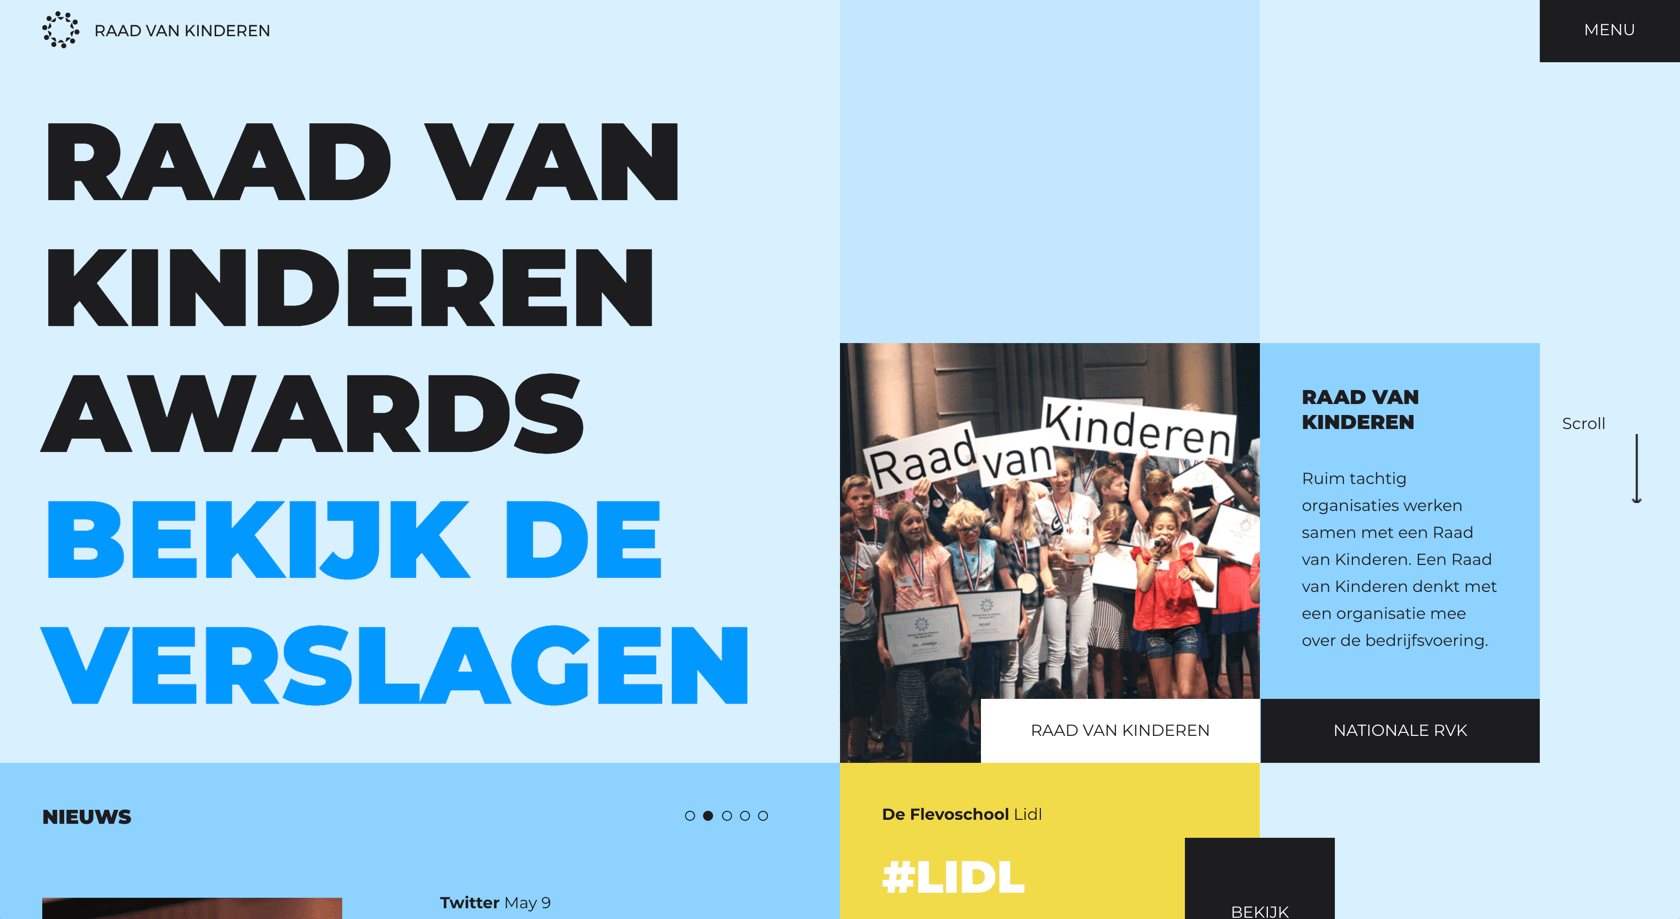 RAAD VAN KINDEREN
MENU
RAAD VAN
KINDEREN
AWARDS
BEKIJK DE
VERSLAGEN
Raad van Kinderen
RAAD VAN
KINDEREN
Ruim tachtig
organisaties werken
samen met een Raad
van Kinderen. Een Raad
van Kinderen denkt met
een organisatie mee
over de bedrijfsvoering.
Scroll
RAAD VAN KINDEREN
NATIONALE RVK
NIEUWS
Twitter May 9
De Flevoschool Lidl
#LIDL
BEKIJK